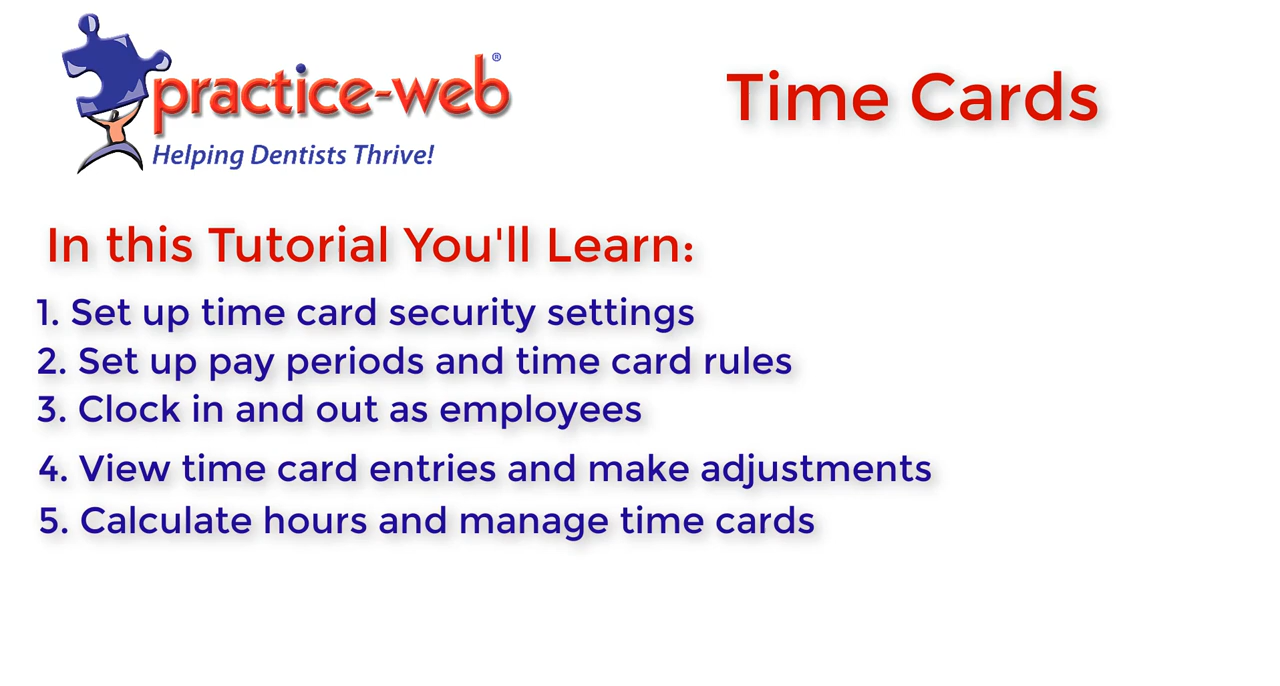 practice-web®
Helping Dentists Thrive!
Time Cards
In this Tutorial You'll Learn:
1. Set up time card security settings
2. Set up pay periods and time card rules
3. Clock in and out as employees
4. View time card entries and make adjustments
5. Calculate hours and manage time cards